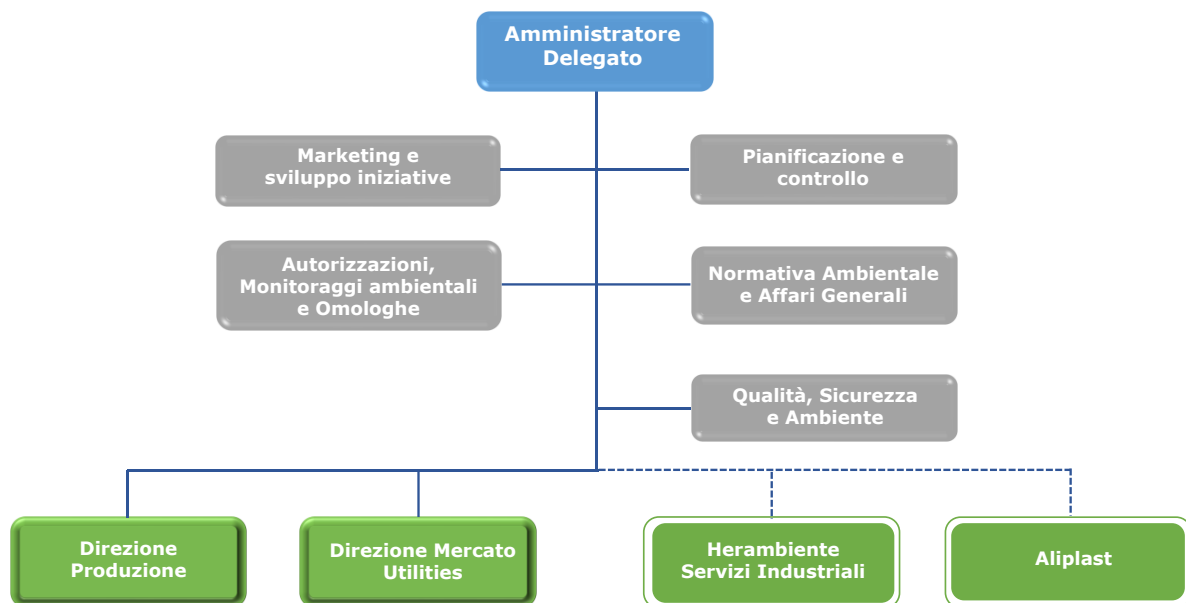 Amministratore
Delegato
Marketing e
sviluppo iniziative
Pianificazione e
controllo
Autorizzazioni,
Monitoraggi ambientali
e Omologhe
Normativa Ambientale
e Affari Generali
Qualità, Sicurezza
e Ambiente
Direzione
Produzione
Direzione Mercato
Utilities
Herambiente
Servizi Industriali
Aliplast